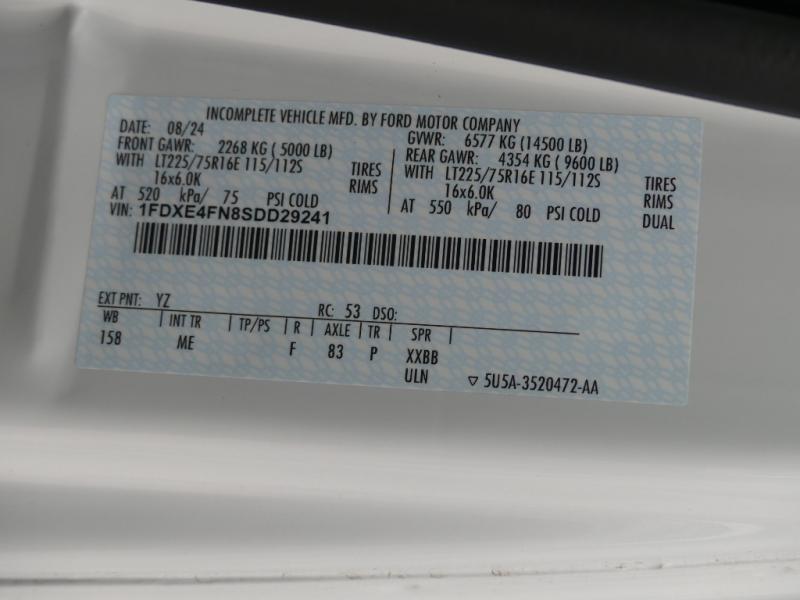 INCOMPLETE VEHICLE MFD. BY FORD MOTOR COMPANY
DATE: 08/24 GVWR: 6577 KG (14500 LB)
FRONT GAWR: 2268 KG ( 5000 LB) REAR GAWR: 4354 KG ( 9600 LB)
WITH LT225/75R16E 115/112S TIRES WITH LT225/75R16E 115/112S TIRES
16x6.0K RIMS 16x6.0K RIMS
AT 520 kPa/ 75 PSI COLD AT 550 kPa/ 80 PSI COLD DUAL
VIN: 1FDXE4FN8SDD29241
EXT PNT: YZ RC: 53 DSO:
WB INT TR TP/PS R AXLE TR SPR
158 ME F 83 P XXBB
ULN ▽ 5U5A-3520472-AA